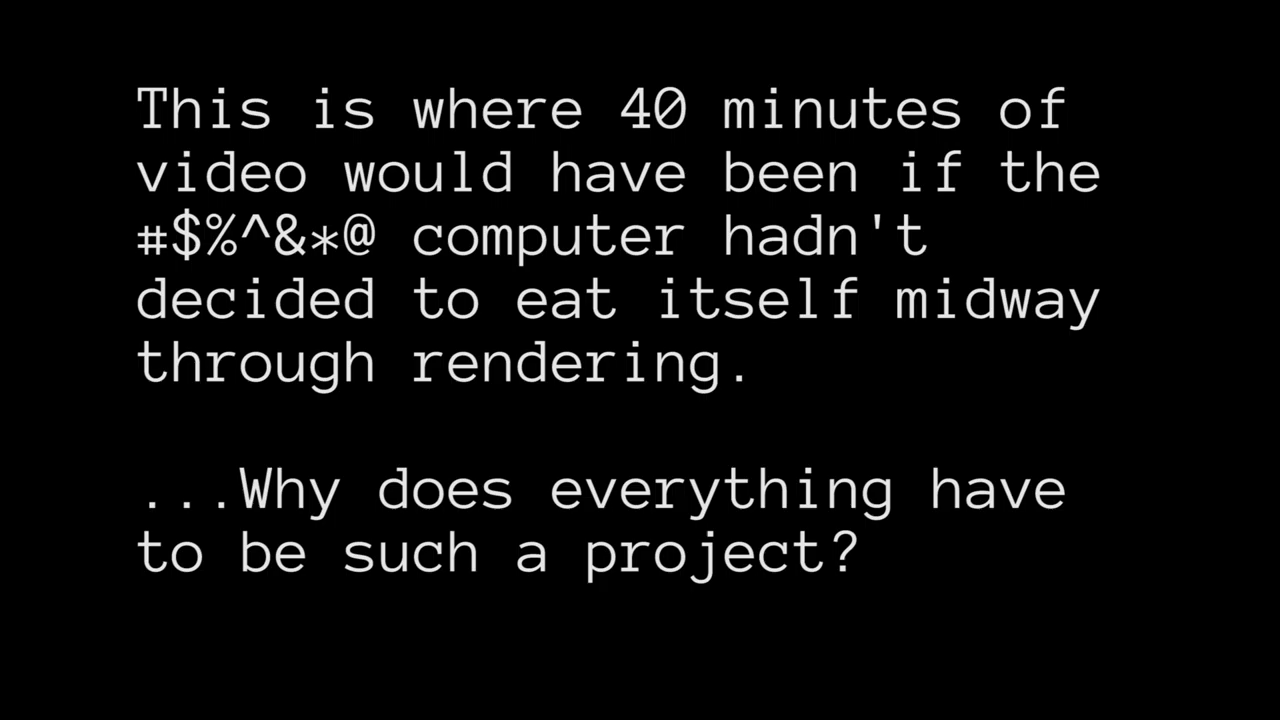 This is where 40 minutes of
video would have been if the
#$%^&*@ computer hadn't
decided to eat itself midway
through rendering.
...Why does everything have
to be such a project?